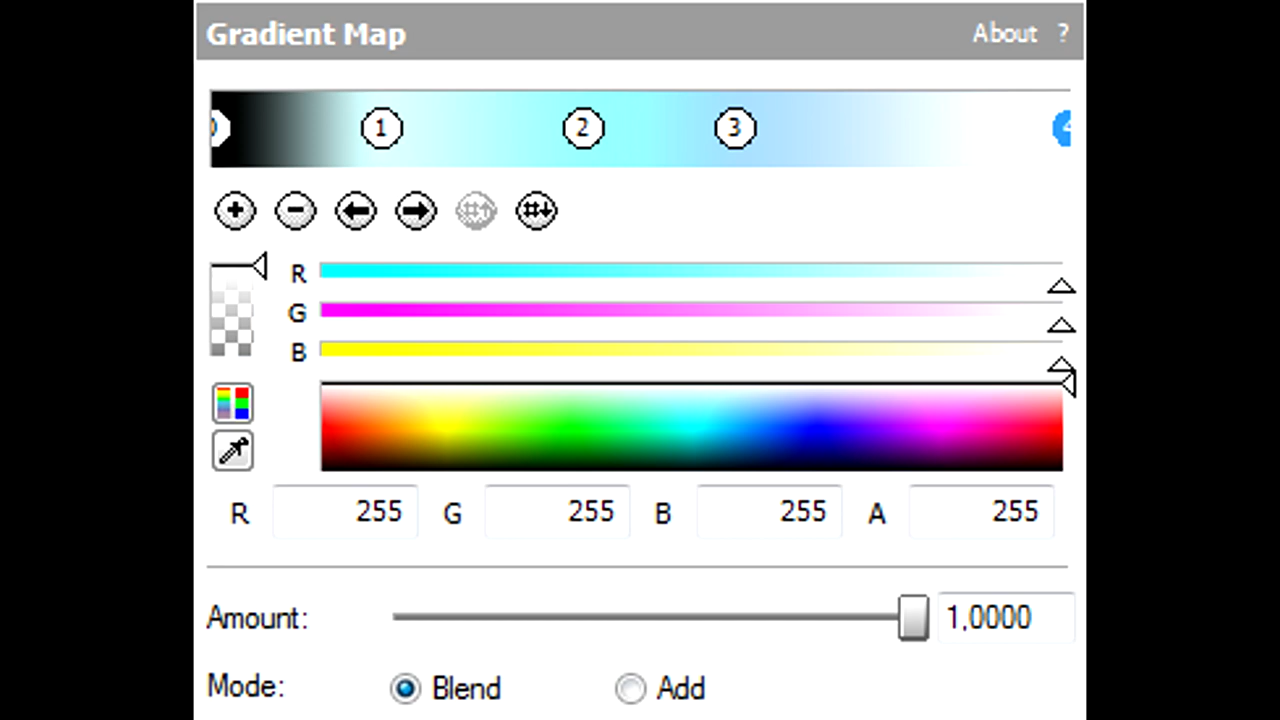 Gradient Map About ?
1 2 3
R
G
B
R 255 G 255 B 255 A 255
Amount: 1,0000
Mode: Blend Add